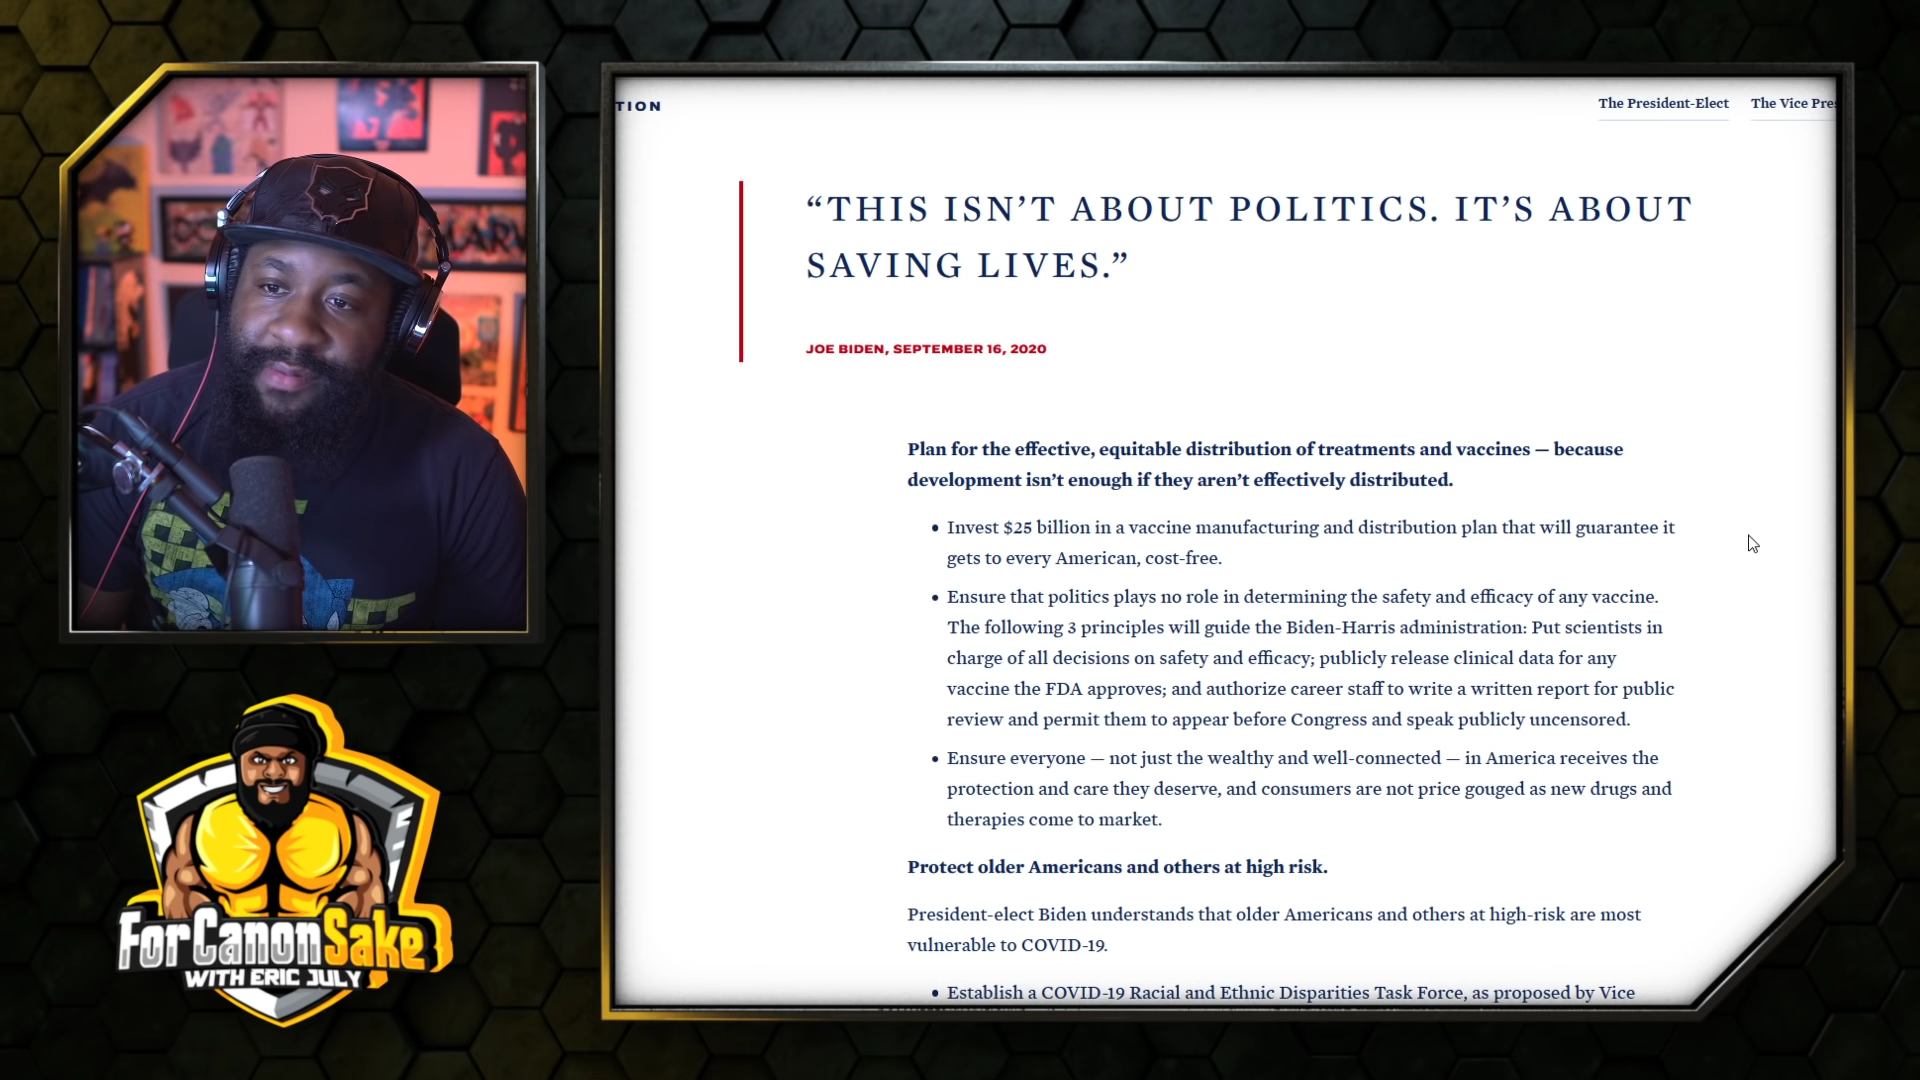 TION
The President-Elect
The Vice Pres
“THIS ISN’T ABOUT POLITICS. IT’S ABOUT
SAVING LIVES.”
JOE BIDEN, SEPTEMBER 16, 2020
Plan for the effective, equitable distribution of treatments and vaccines — because
development isn’t enough if they aren’t effectively distributed.
• Invest $25 billion in a vaccine manufacturing and distribution plan that will guarantee it
gets to every American, cost-free.
• Ensure that politics plays no role in determining the safety and efficacy of any vaccine.
The following 3 principles will guide the Biden-Harris administration: Put scientists in
charge of all decisions on safety and efficacy; publicly release clinical data for any
vaccine the FDA approves; and authorize career staff to write a written report for public
review and permit them to appear before Congress and speak publicly uncensored.
• Ensure everyone — not just the wealthy and well-connected — in America receives the
protection and care they deserve, and consumers are not price gouged as new drugs and
therapies come to market.
Protect older Americans and others at high risk.
President-elect Biden understands that older Americans and others at high-risk are most
vulnerable to COVID-19.
• Establish a COVID-19 Racial and Ethnic Disparities Task Force, as proposed by Vice
ForCanonSake
WITH ERIC JULY